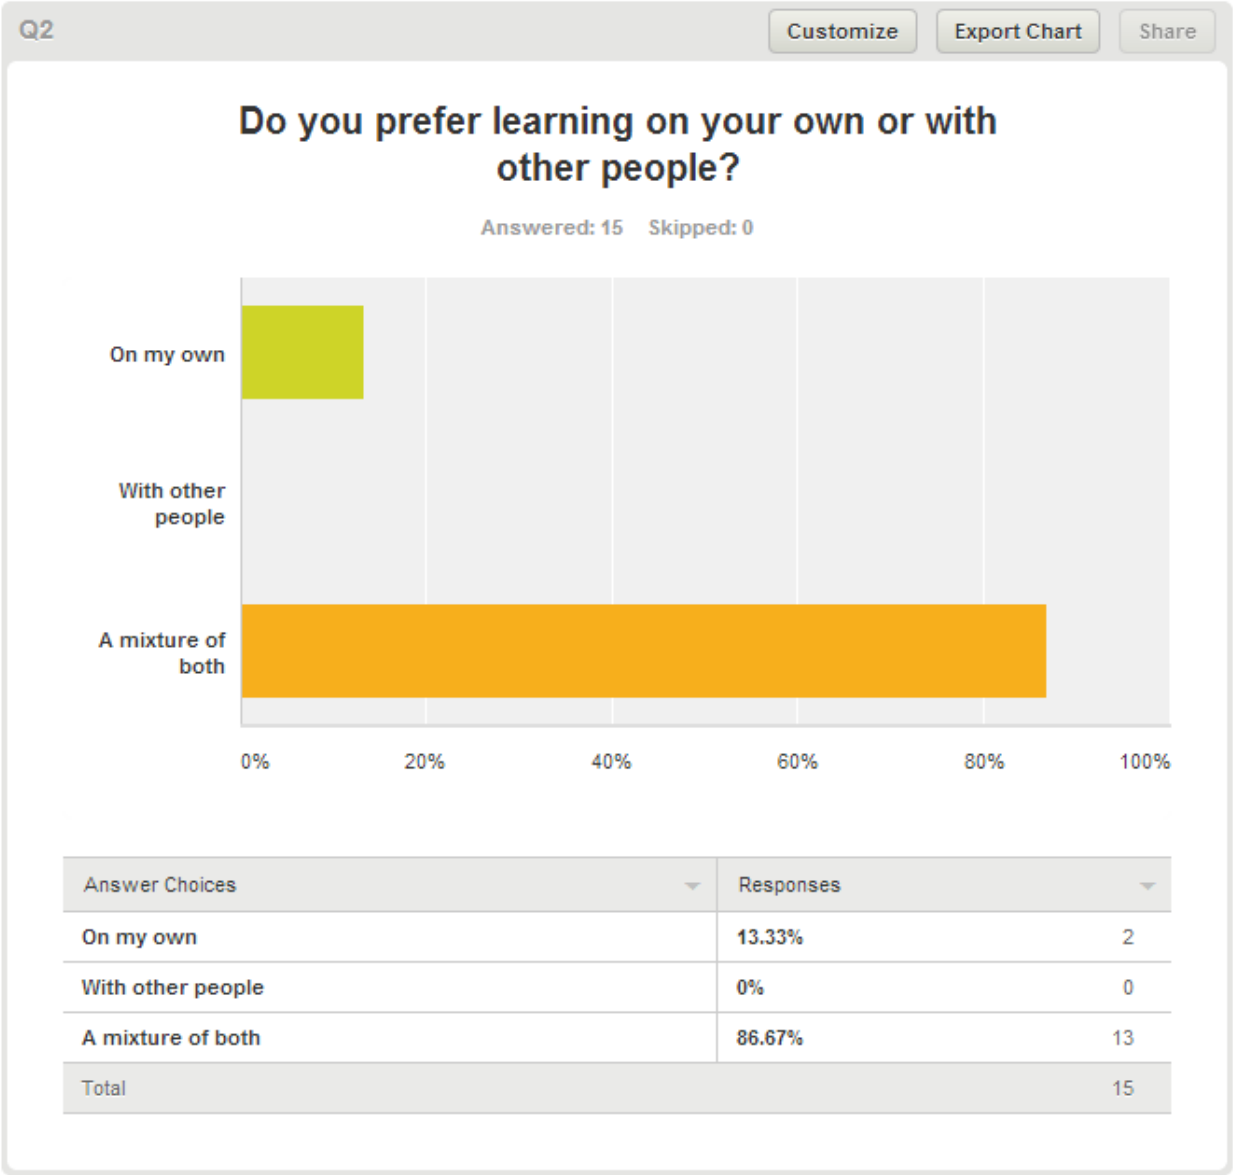 Q2
Customize
Export Chart
Share
Do you prefer learning on your own or with
other people?
Answered: 15 Skipped: 0
On my own
With other
people
A mixture of
both
0% 20% 40% 60% 80% 100%
Answer Choices Responses
On my own 13.33% 2
With other people 0% 0
A mixture of both 86.67% 13
Total 15